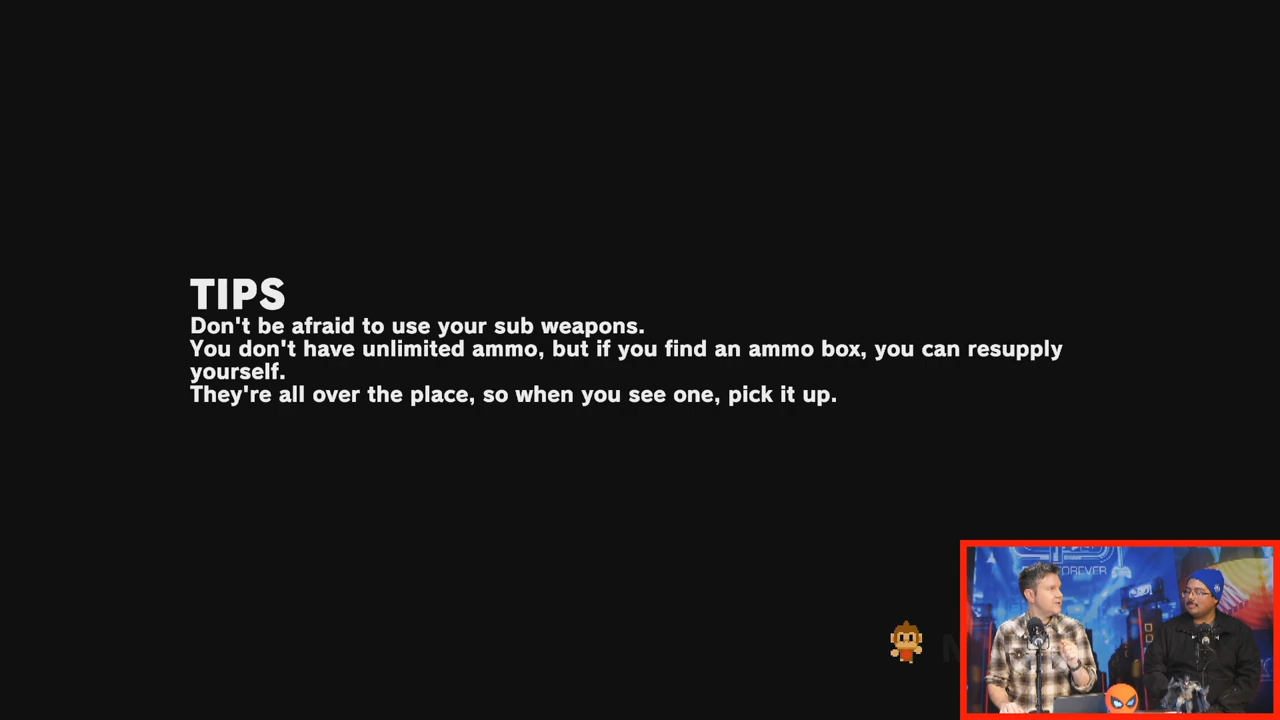 TIPS
Don't be afraid to use your sub weapons.
You don't have unlimited ammo, but if you find an ammo box, you can resupply
yourself.
They're all over the place, so when you see one, pick it up.
FOREVER